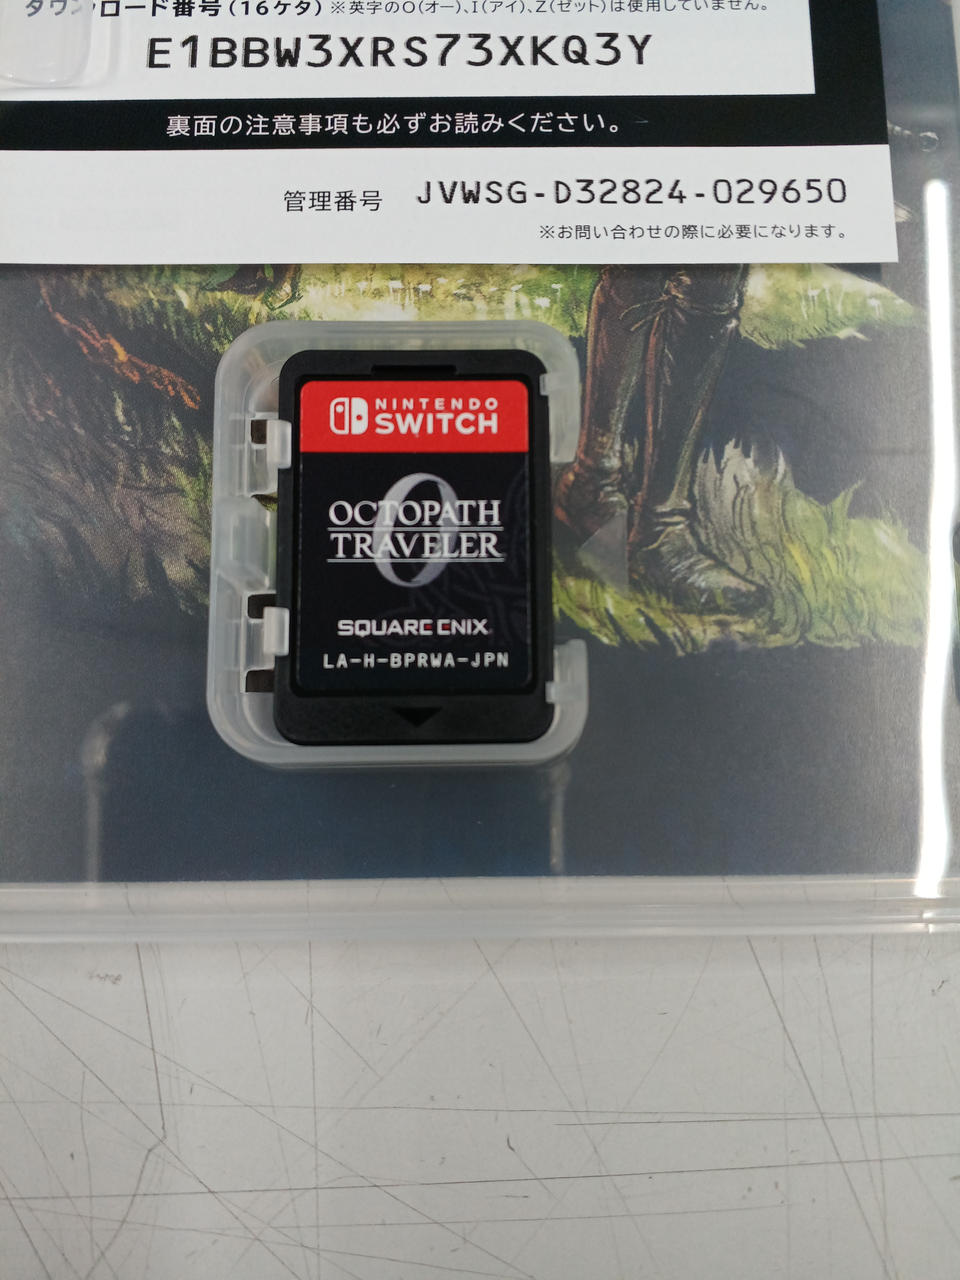 ダウンロード番号(16ケタ) ※英字のO(オー)、I(アイ)、Z(ゼット)は使用していません。
E1BBW3XRS73XKQ3Y
裏面の注意事項も必ずお読みください。
管理番号 JVWSG-D32824-029650
※お問い合わせの際に必要になります。
NINTENDO
SWITCH
OCTOPATH
TRAVELER
0
SQUARE ENIX
LA-H-BPRWA-JPN